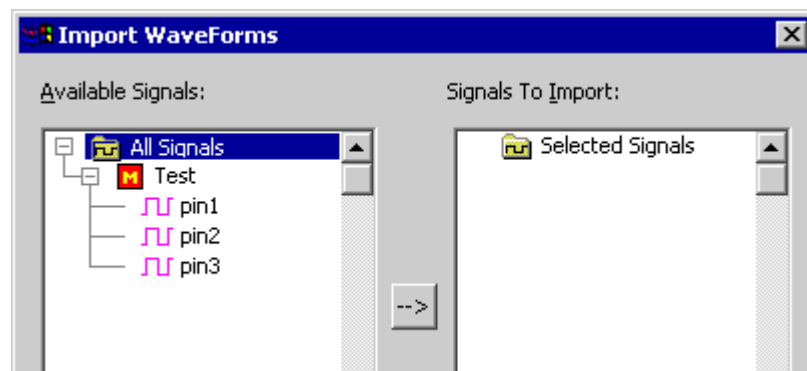 Import WaveForms
Available Signals:
Signals To Import:
All Signals
M Test
pin1
pin2
pin3
-->
Selected Signals